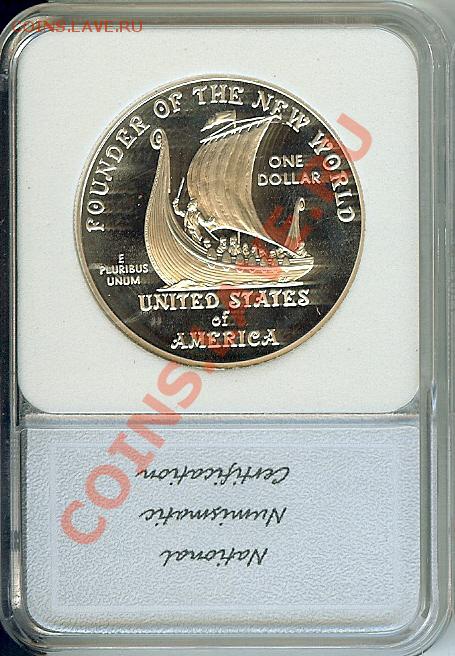 COINS.LAVE.RU
FOUNDER OF THE NEW WORLD
ONE
DOLLAR
E
PLURIBUS
UNUM
UNITED STATES
of
AMERICA
COINS.LAVE.RU
National
Numismatic
Certification